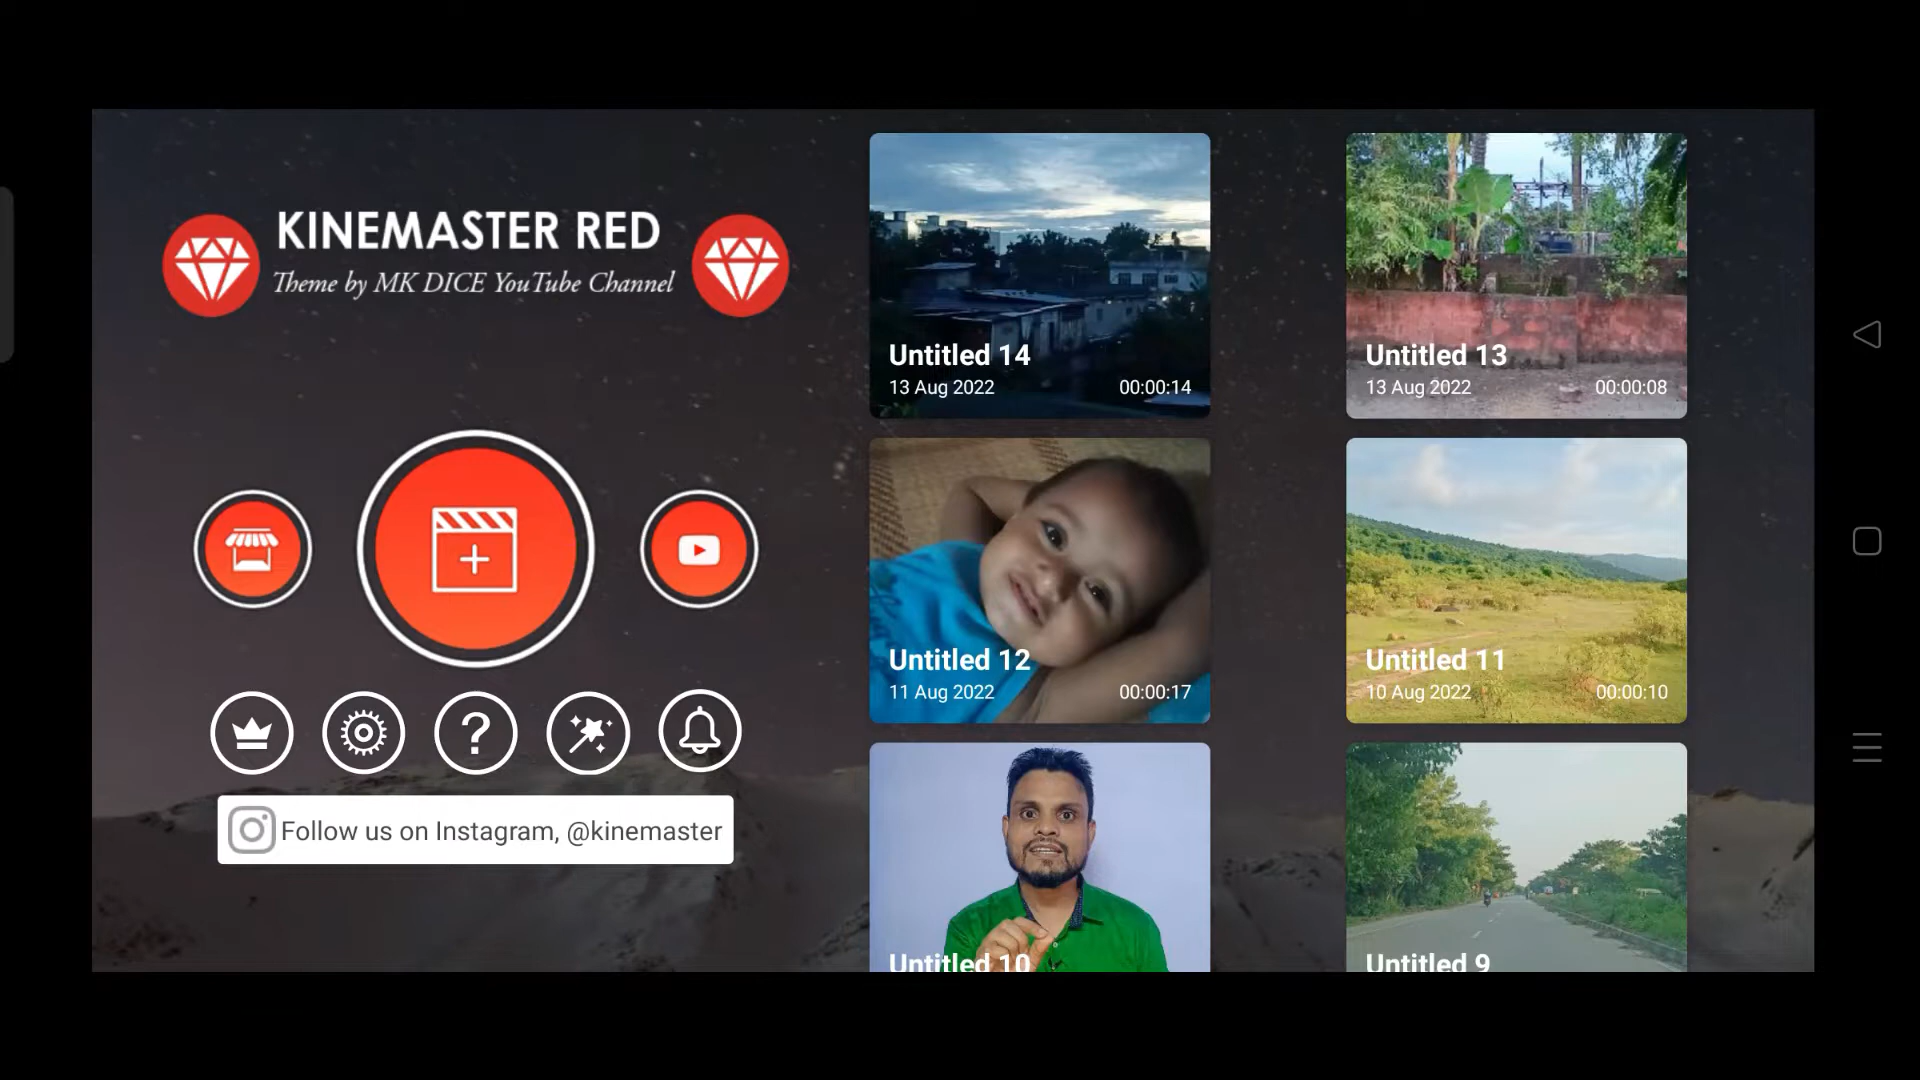 KINEMASTER RED
Theme by MK DICE YouTube Channel
Follow us on Instagram, @kinemaster
Untitled 14
13 Aug 2022 00:00:14
Untitled 13
13 Aug 2022 00:00:08
Untitled 12
11 Aug 2022 00:00:17
Untitled 11
10 Aug 2022 00:00:10
Untitled 10
Untitled 9